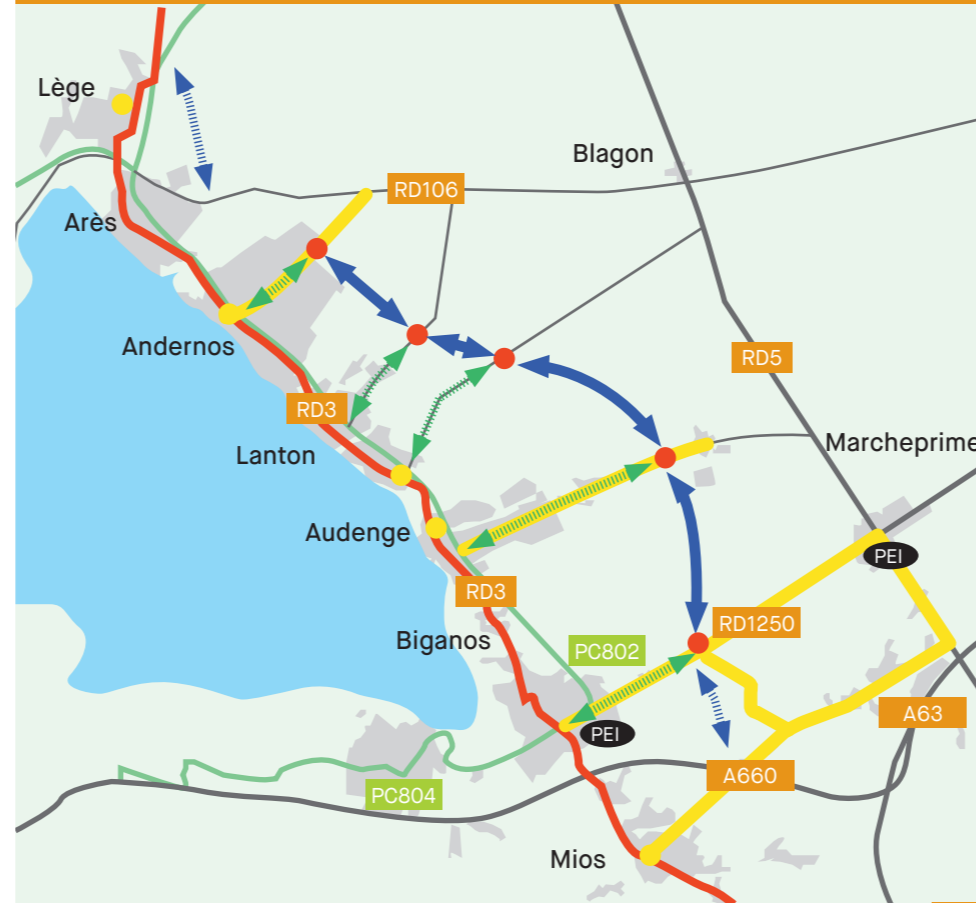 Lège
Blagon
RD106
Arès
Andernos
RD5
RD3
Lanton
Marcheprime
Audenge
PEI
RD3
RD1250
Biganos
PC802
A63
PEI
A660
PC804
Mios